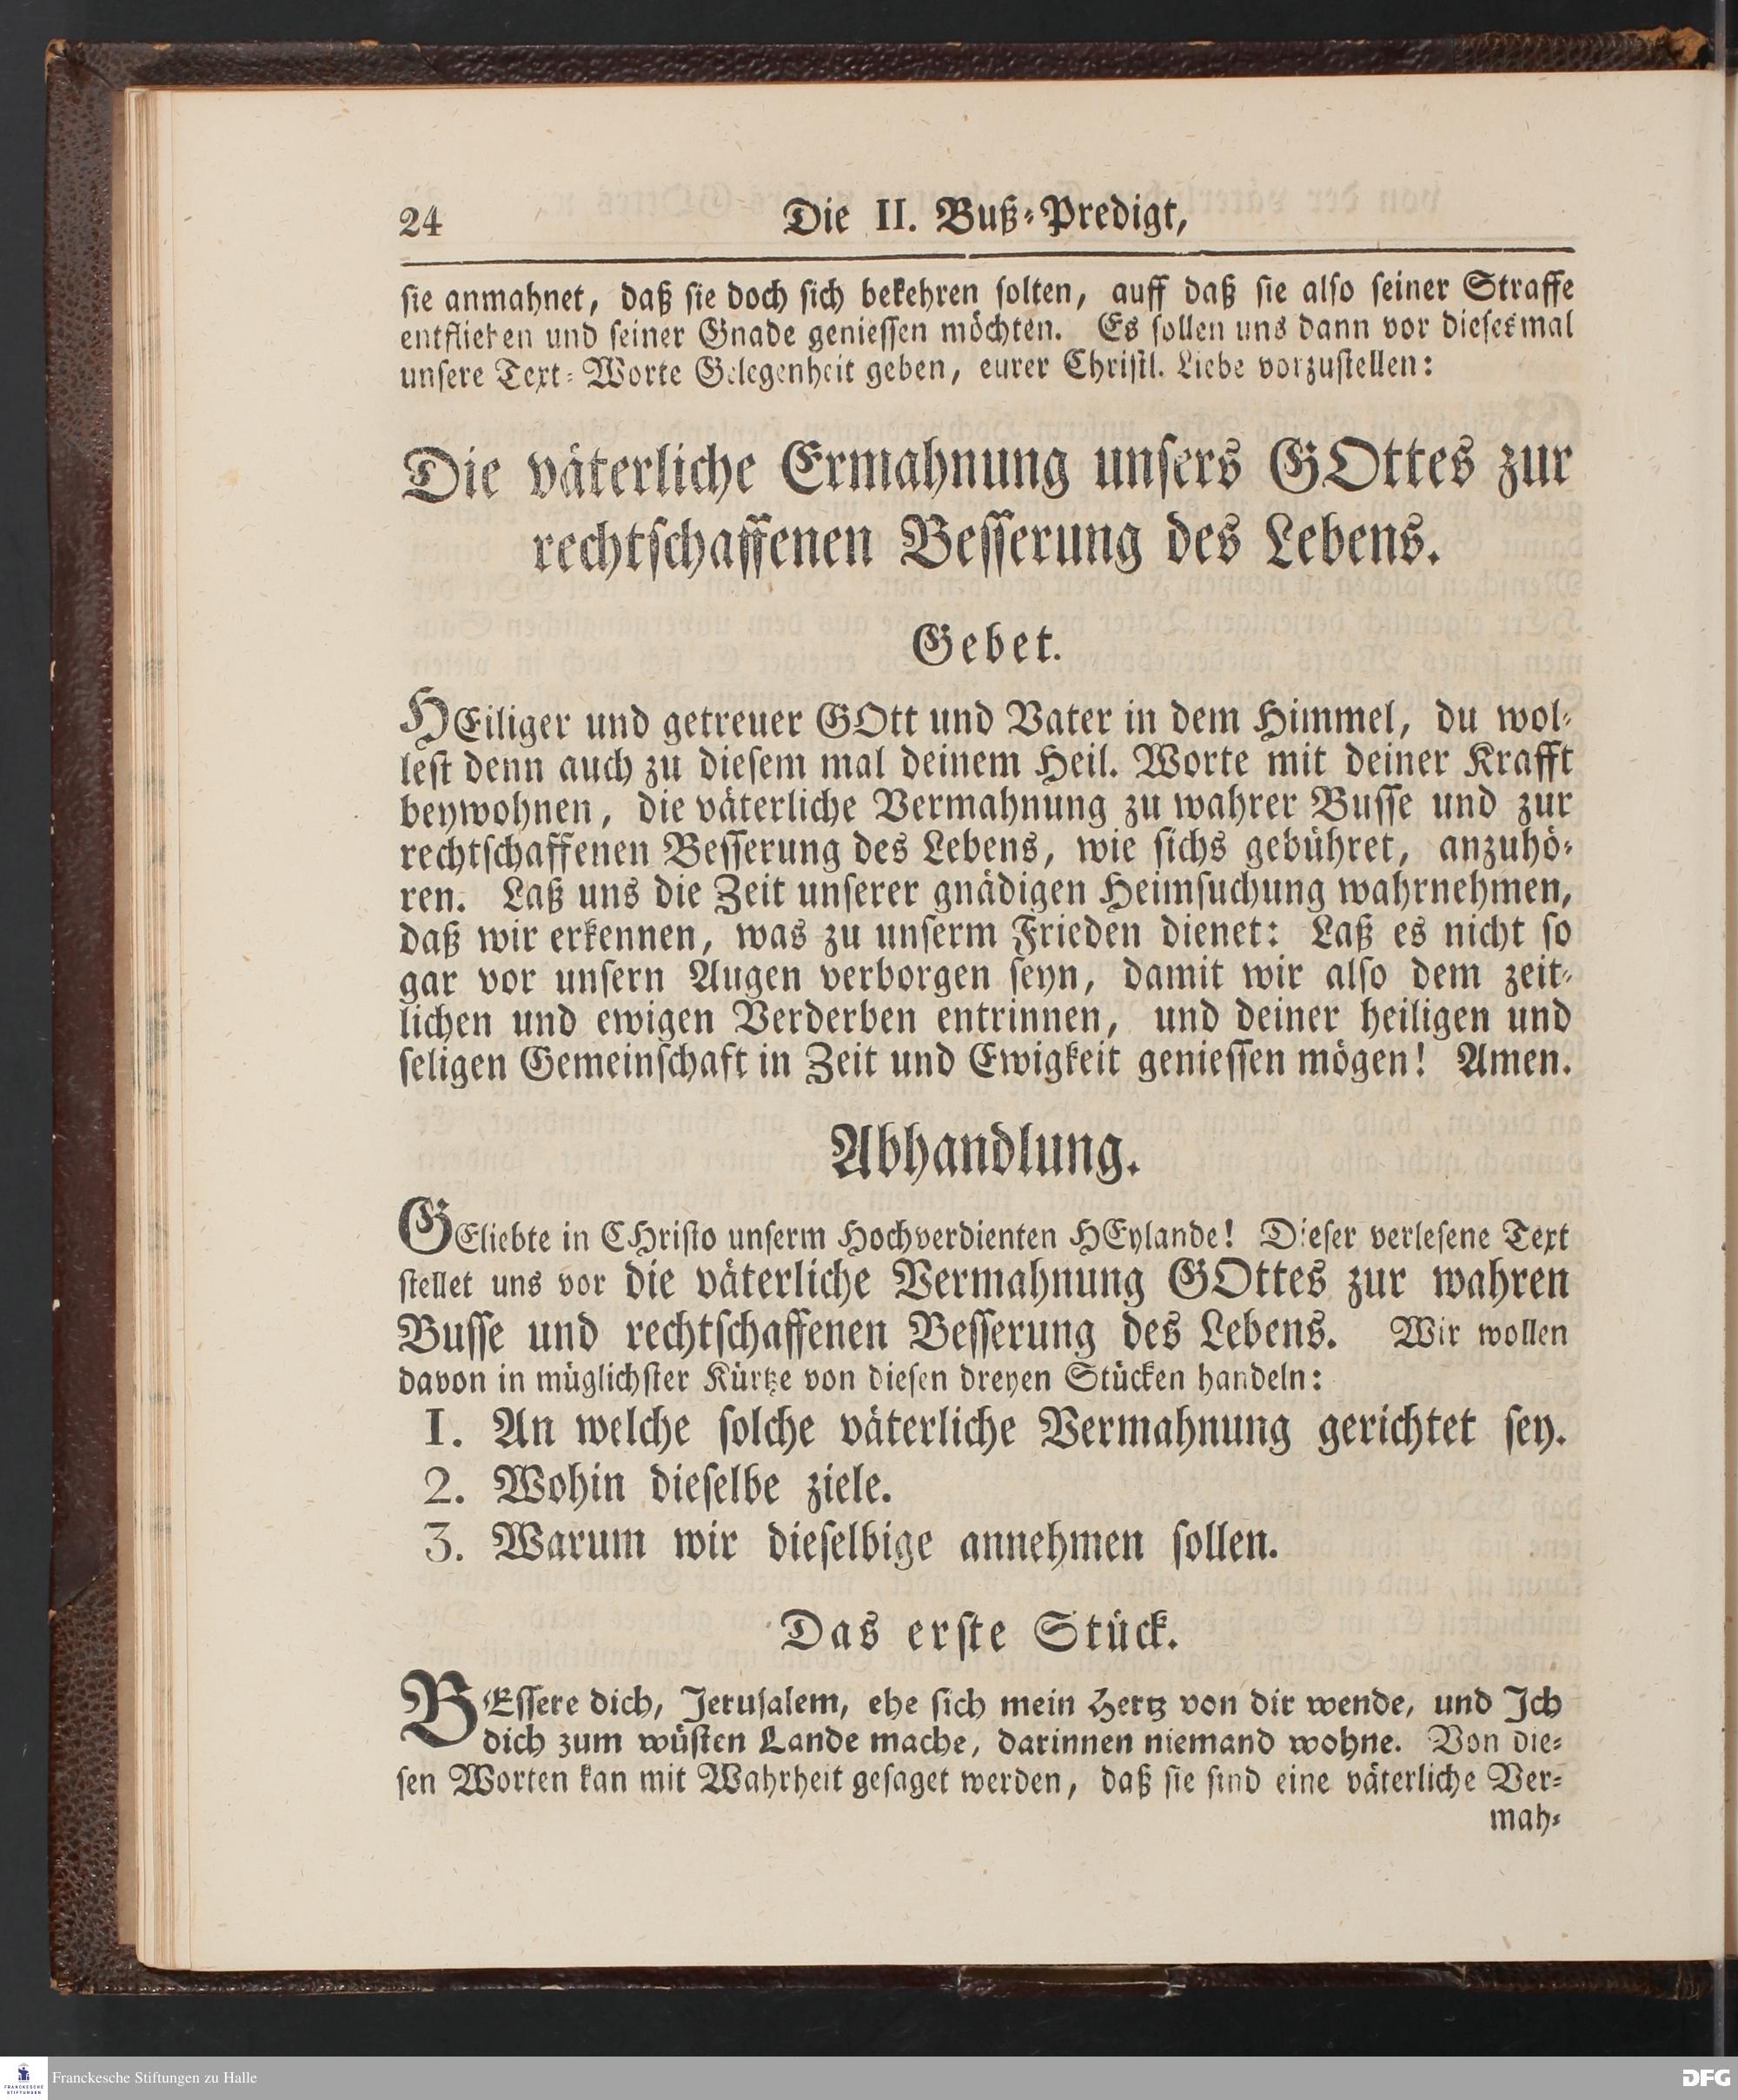 24 Die II. Buß-Predigt,
sie anmahnet, daß sie doch sich bekehren solten, auff daß sie also seiner Straffe
entfliehen und seiner Gnade geniessen möchten. Es sollen uns dann vor diesesmal
unsere Text-Worte Gelegenheit geben, eurer Christl. Liebe vorzustellen:
Die väterliche Ermahnung unsers GOttes zur
rechtschaffenen Besserung des Lebens.
Gebet.
HEiliger und getreuer GOtt und Vater in dem Himmel, du wol-
lest denn auch zu diesem mal deinem Heil. Worte mit deiner Krafft
beywohnen, die väterliche Vermahnung zu wahrer Busse und zur
rechtschaffenen Besserung des Lebens, wie sichs gebühret, anzuhö-
ren. Laß uns die Zeit unserer gnädigen Heimsuchung wahrnehmen,
daß wir erkennen, was zu unserm Frieden dienet: Laß es nicht so
gar vor unsern Augen verborgen seyn, damit wir also dem zeit-
lichen und ewigen Verderben entrinnen, und deiner heiligen und
seligen Gemeinschaft in Zeit und Ewigkeit geniessen mögen! Amen.
Abhandlung.
GEliebte in CHristo unserm Hochverdienten HEylande! Dieser verlesene Text
stellet uns vor die väterliche Vermahnung GOttes zur wahren
Busse und rechtschaffenen Besserung des Lebens. Wir wollen
davon in müglichster Kürtze von diesen dreyen Stücken handeln:
1. An welche solche väterliche Vermahnung gerichtet sey.
2. Wohin dieselbe ziele.
3. Warum wir dieselbige annehmen sollen.
Das erste Stück.
BEssere dich, Jerusalem, ehe sich mein Hertz von dir wende, und Jch
dich zum wüsten Lande mache, darinnen niemand wohne. Von die-
sen Worten kan mit Wahrheit gesaget werden, daß sie sind eine väterliche Ver-
mah-
FRANCKESCHE
STIFTUNGEN
Franckesche Stiftungen zu Halle
DFG